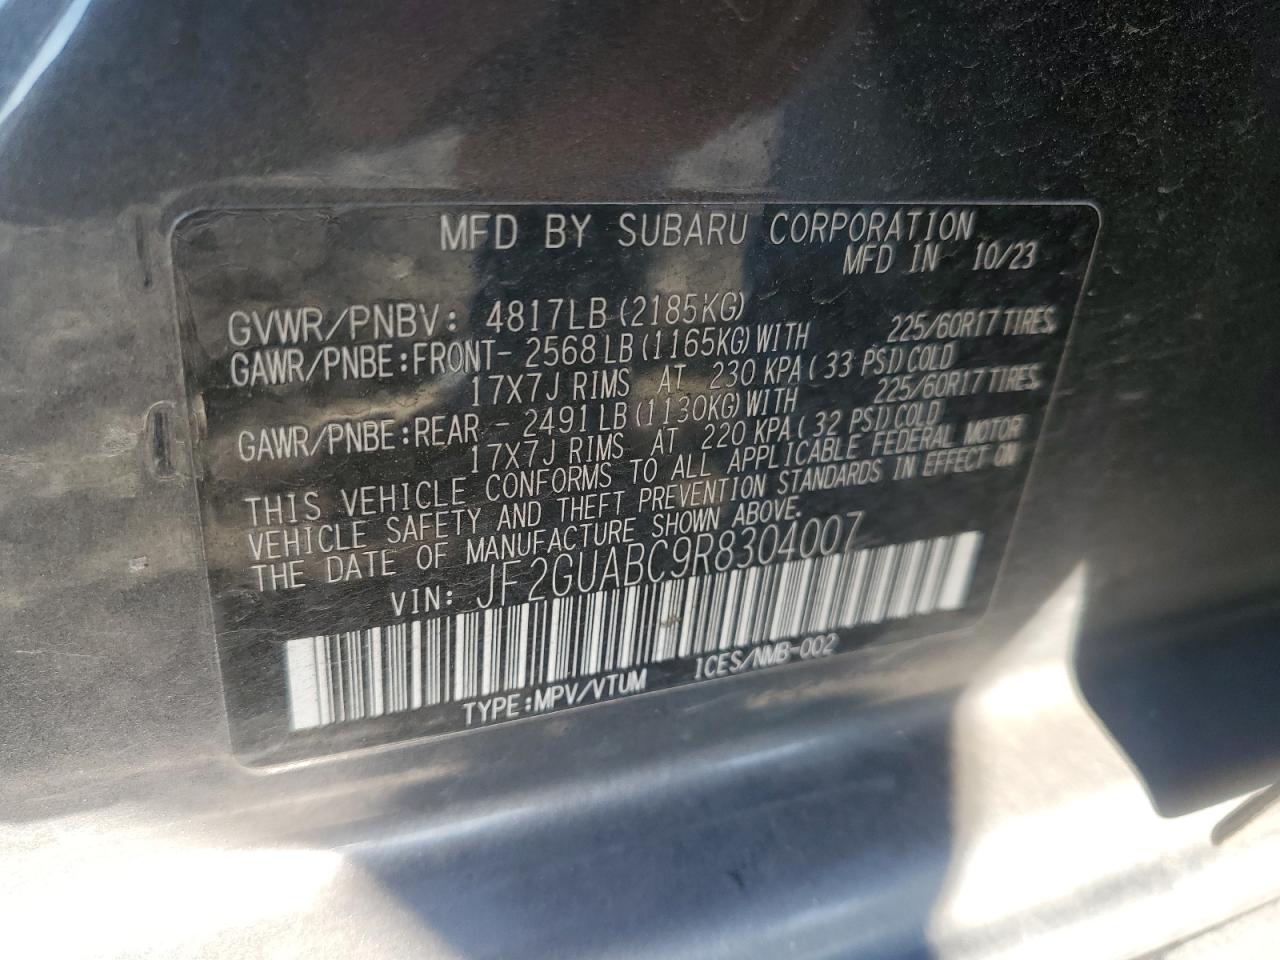 MFD BY SUBARU CORPORATION
MFD IN 10/23
GVWR/PNBV: 4817LB (2185KG)
GAWR/PNBE:FRONT- 2568LB (1165KG) WITH 225/60R17 TIRES
17X7J RIMS AT 230 KPA (33 PSI) COLD
GAWR/PNBE:REAR - 2491LB (1130KG) WITH 225/60R17 TIRES
17X7J RIMS AT 220 KPA (32 PSI) COLD
THIS VEHICLE CONFORMS TO ALL APPLICABLE FEDERAL MOTOR
VEHICLE SAFETY AND THEFT PREVENTION STANDARDS IN EFFECT ON
THE DATE OF MANUFACTURE SHOWN ABOVE.
VIN: JF2GUABC9R8304007
TYPE:MPV/VTUM ICES/NMB-002